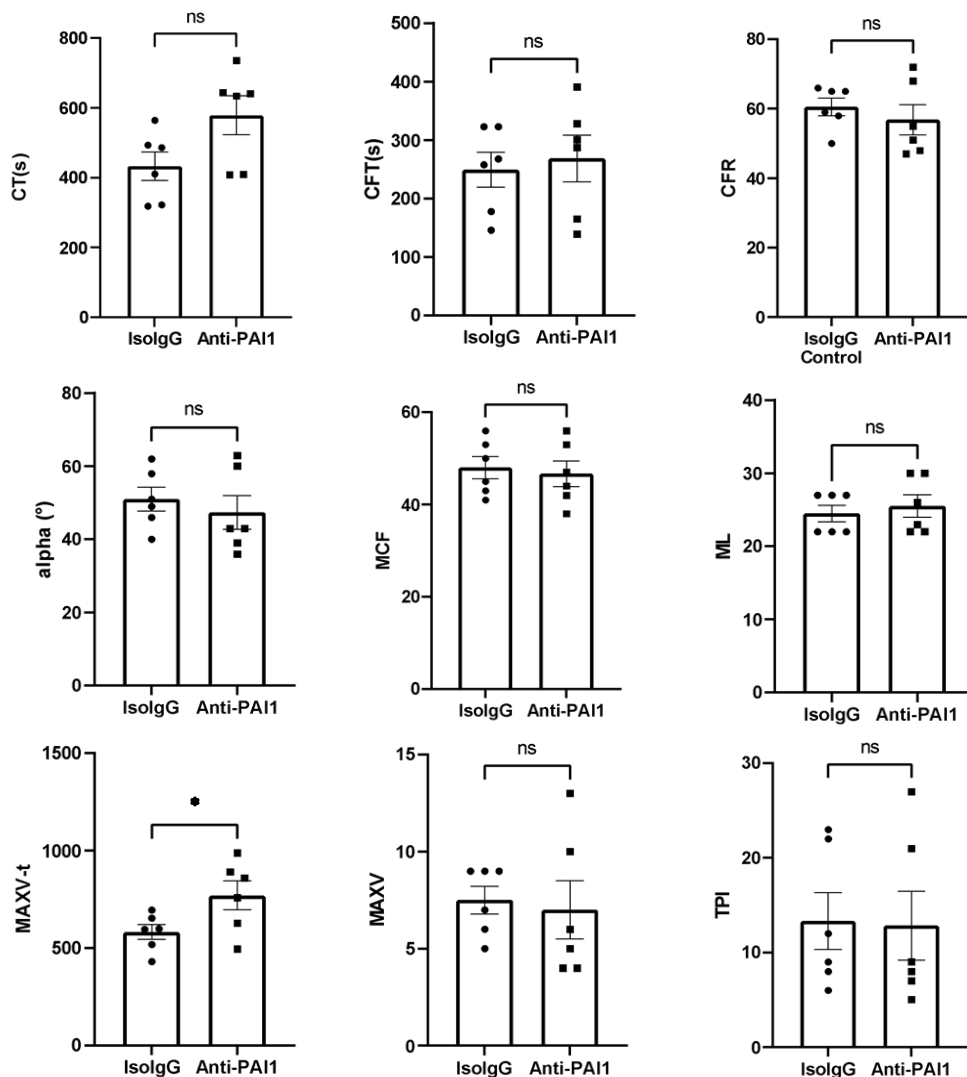 ns
800
600
400
200
0
CT(s)
IsoIgG Anti-PAI1
ns
500
400
300
200
100
0
CFT(s)
IsoIgG Anti-PAI1
ns
80
60
40
20
0
CFR
IsoIgG Anti-PAI1
Control
ns
80
60
40
20
0
alpha (°)
IsoIgG Anti-PAI1
ns
60
40
20
0
MCF
IsoIgG Anti-PAI1
ns
40
30
20
10
0
ML
IsoIgG Anti-PAI1
*
1500
1000
500
0
MAXV-t
IsoIgG Anti-PAI1
ns
15
10
5
0
MAXV
IsoIgG Anti-PAI1
ns
30
20
10
0
TPI
IsoIgG Anti-PAI1